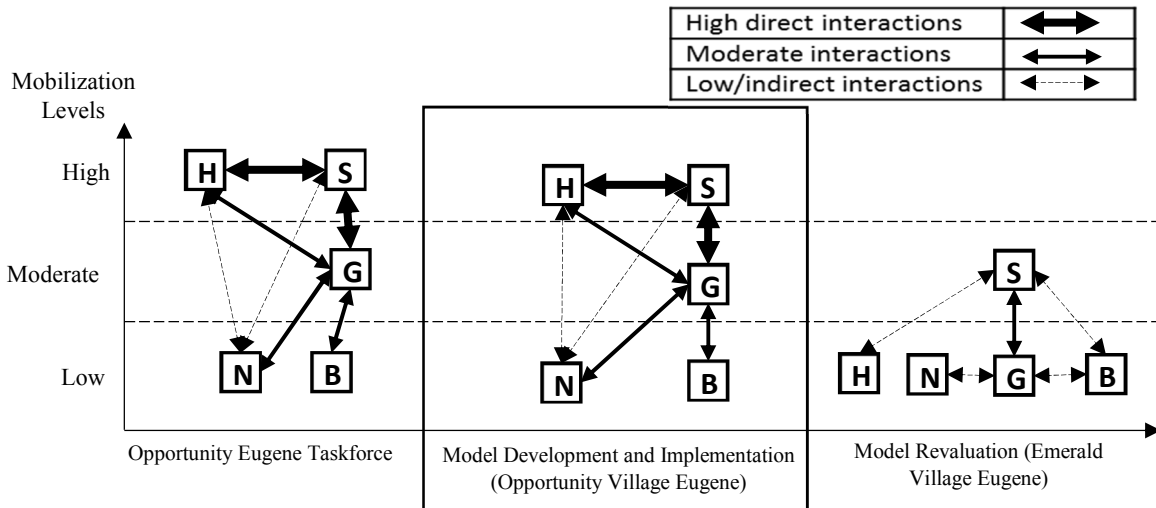 High direct interactions
Moderate interactions
Low/indirect interactions
Mobilization
Levels
High
Moderate
Low
H
S
G
N
B
H
S
G
N
B
S
H
N
G
B
Opportunity Eugene Taskforce
Model Development and Implementation
(Opportunity Village Eugene)
Model Revaluation (Emerald
Village Eugene)